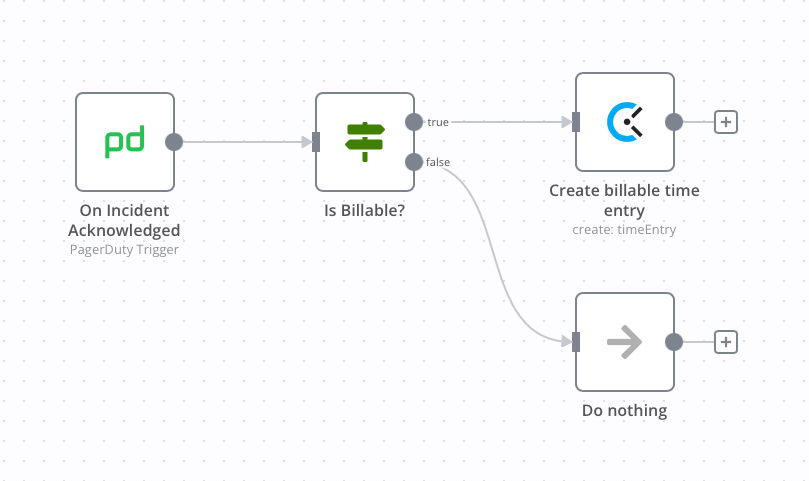 pd
On Incident
Acknowledged
PagerDuty Trigger
Is Billable?
true
false
Create billable time
entry
create: timeEntry
Do nothing